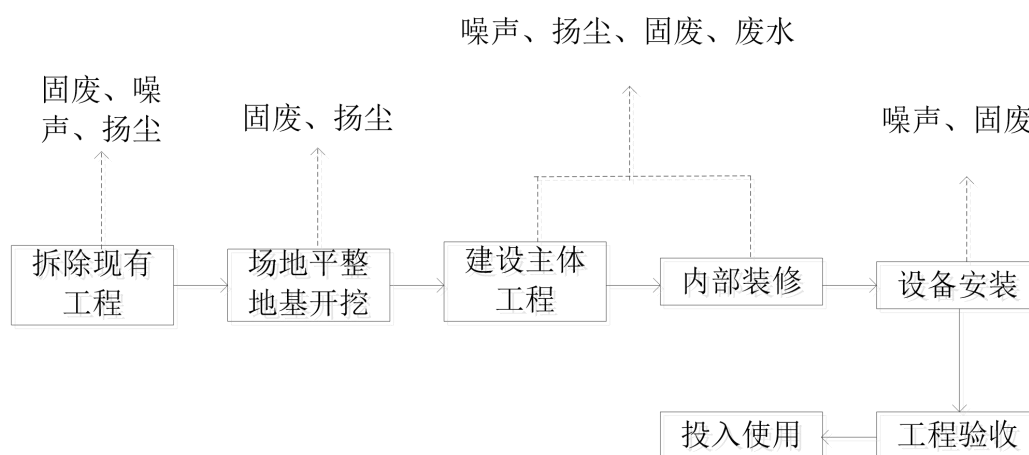 噪声、扬尘、固废、废水
固废、噪
声、扬尘
固废、扬尘
噪声、固废
拆除现有
工程
场地平整
地基开挖
建设主体
工程
内部装修
设备安装
投入使用
工程验收